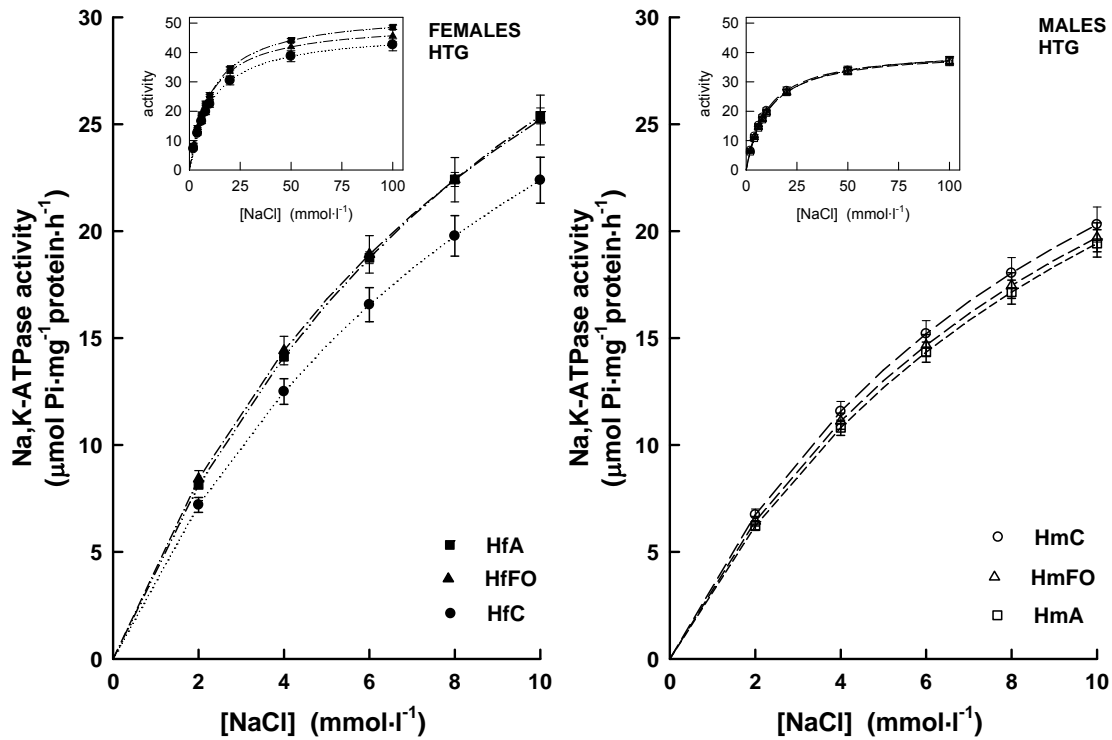 FEMALES
HTG
activity
50
40
30
20
10
0
0 25 50 75 100
[NaCl] (mmol·l-1)
Na,K-ATPase activity
(μmol Pi·mg-1protein·h-1)
30
25
20
15
10
5
0
HfA
HfFO
HfC
0 2 4 6 8 10
[NaCl] (mmol·l-1)
MALES
HTG
activity
50
40
30
20
10
0
0 25 50 75 100
[NaCl] (mmol·l-1)
Na,K-ATPase activity
(μmol Pi·mg-1protein·h-1)
30
25
20
15
10
5
0
HmC
HmFO
HmA
0 2 4 6 8 10
[NaCl] (mmol·l-1)